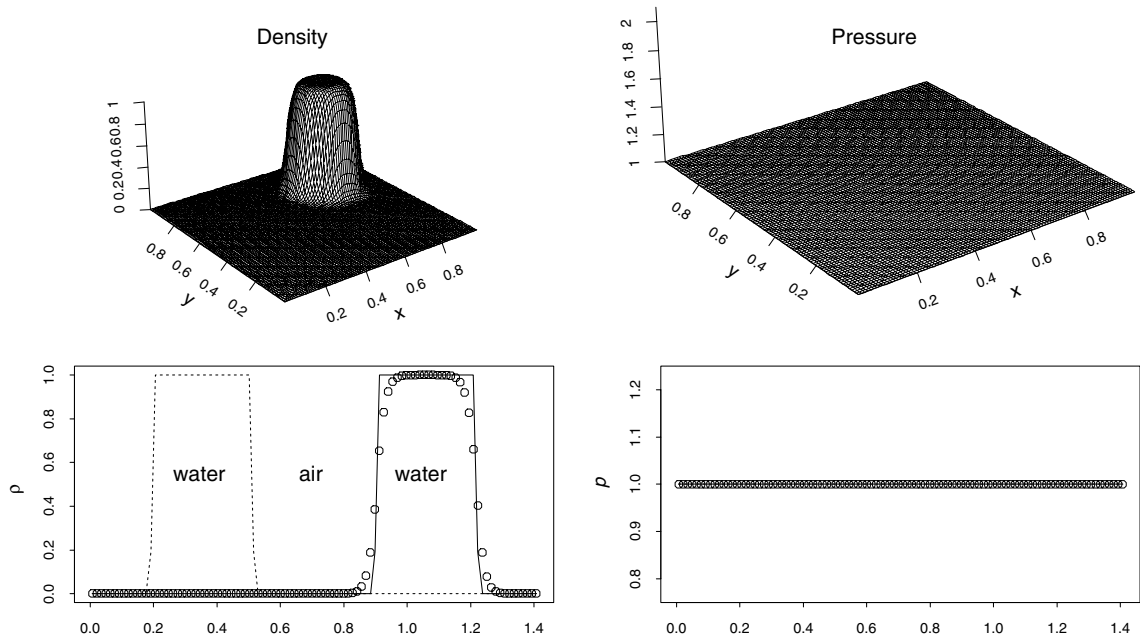 Density
Pressure
0 0.20.40.60.8 1
0.8 0.6 0.4 0.2
y
0.2 0.4 0.6 0.8
x
1 1.2 1.4 1.6 1.8 2
0.8 0.6 0.4 0.2
y
0.2 0.4 0.6 0.8
x
0.0 0.2 0.4 0.6 0.8 1.0
ρ
water air water
0.0 0.2 0.4 0.6 0.8 1.0 1.2 1.4
0.8 0.9 1.0 1.1 1.2
p
0.0 0.2 0.4 0.6 0.8 1.0 1.2 1.4